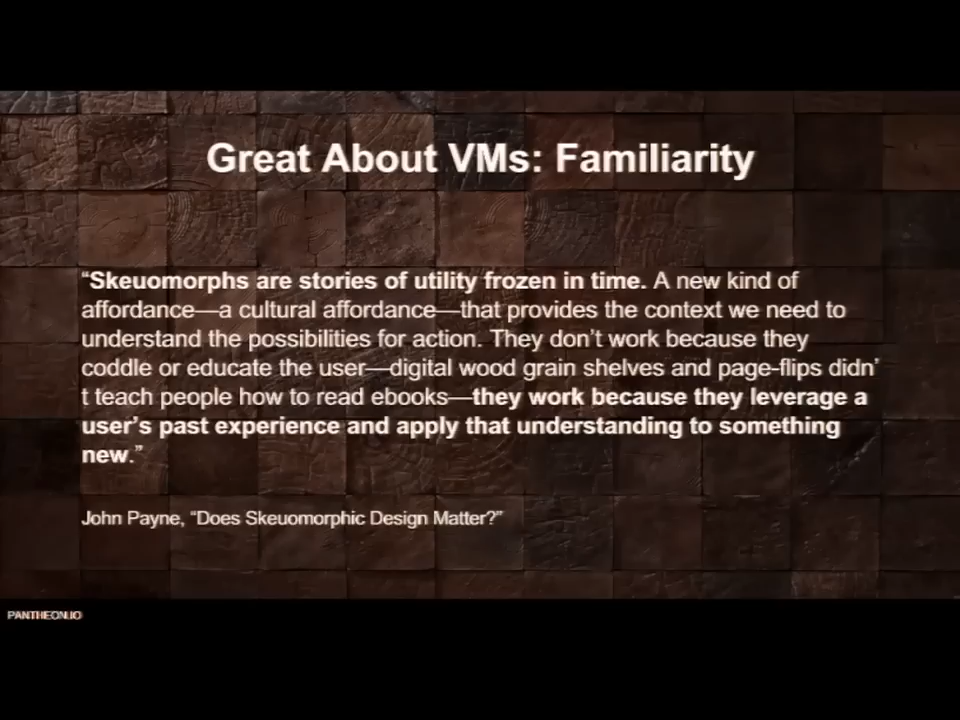 Great About VMs: Familiarity
“Skeuomorphs are stories of utility frozen in time. A new kind of
affordance—a cultural affordance—that provides the context we need to
understand the possibilities for action. They don’t work because they
coddle or educate the user—digital wood grain shelves and page-flips didn’
t teach people how to read ebooks—they work because they leverage a
user’s past experience and apply that understanding to something
new.”
John Payne, “Does Skeuomorphic Design Matter?”
PANTHEON.IO